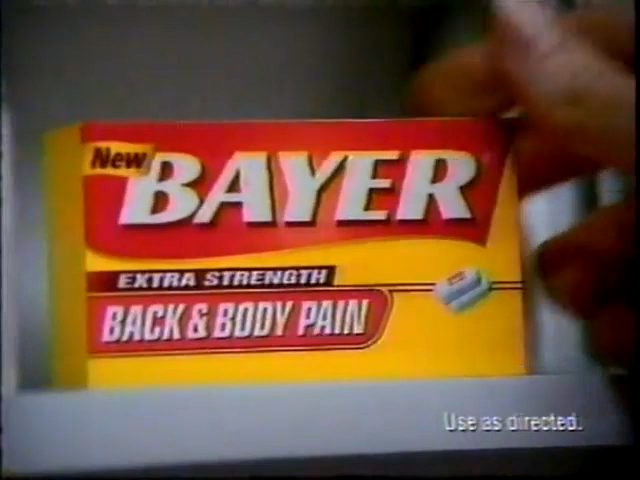 New
BAYER
EXTRA STRENGTH
BACK & BODY PAIN
Use as directed.